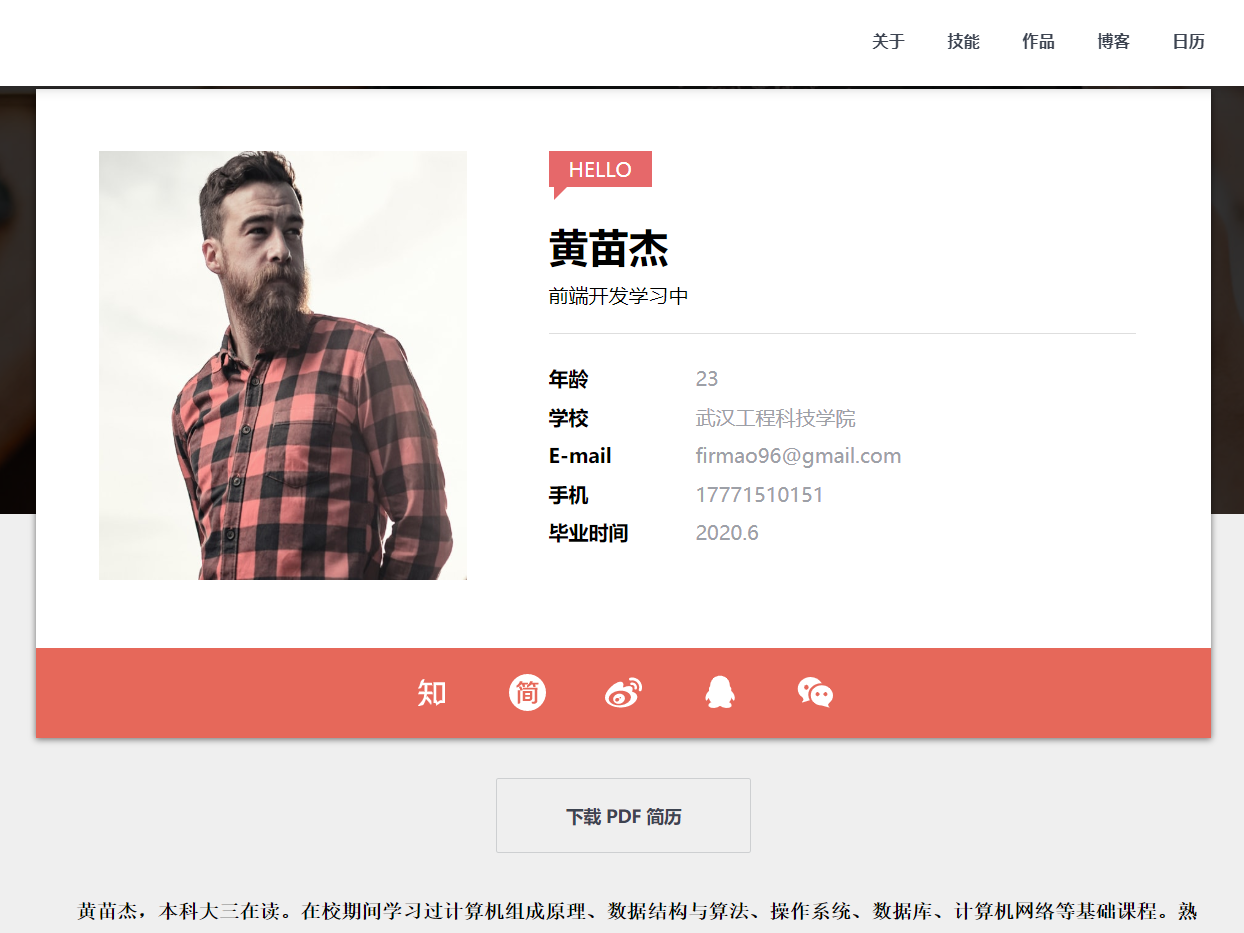 关于 技能 作品 博客 日历
HELLO
黄苗杰
前端开发学习中
年龄 23
学校 武汉工程科技学院
E-mail firmao96@gmail.com
手机 17771510151
毕业时间 2020.6
知 简
下载 PDF 简历
黄苗杰，本科大三在读。在校期间学习过计算机组成原理、数据结构与算法、操作系统、数据库、计算机网络等基础课程。熟